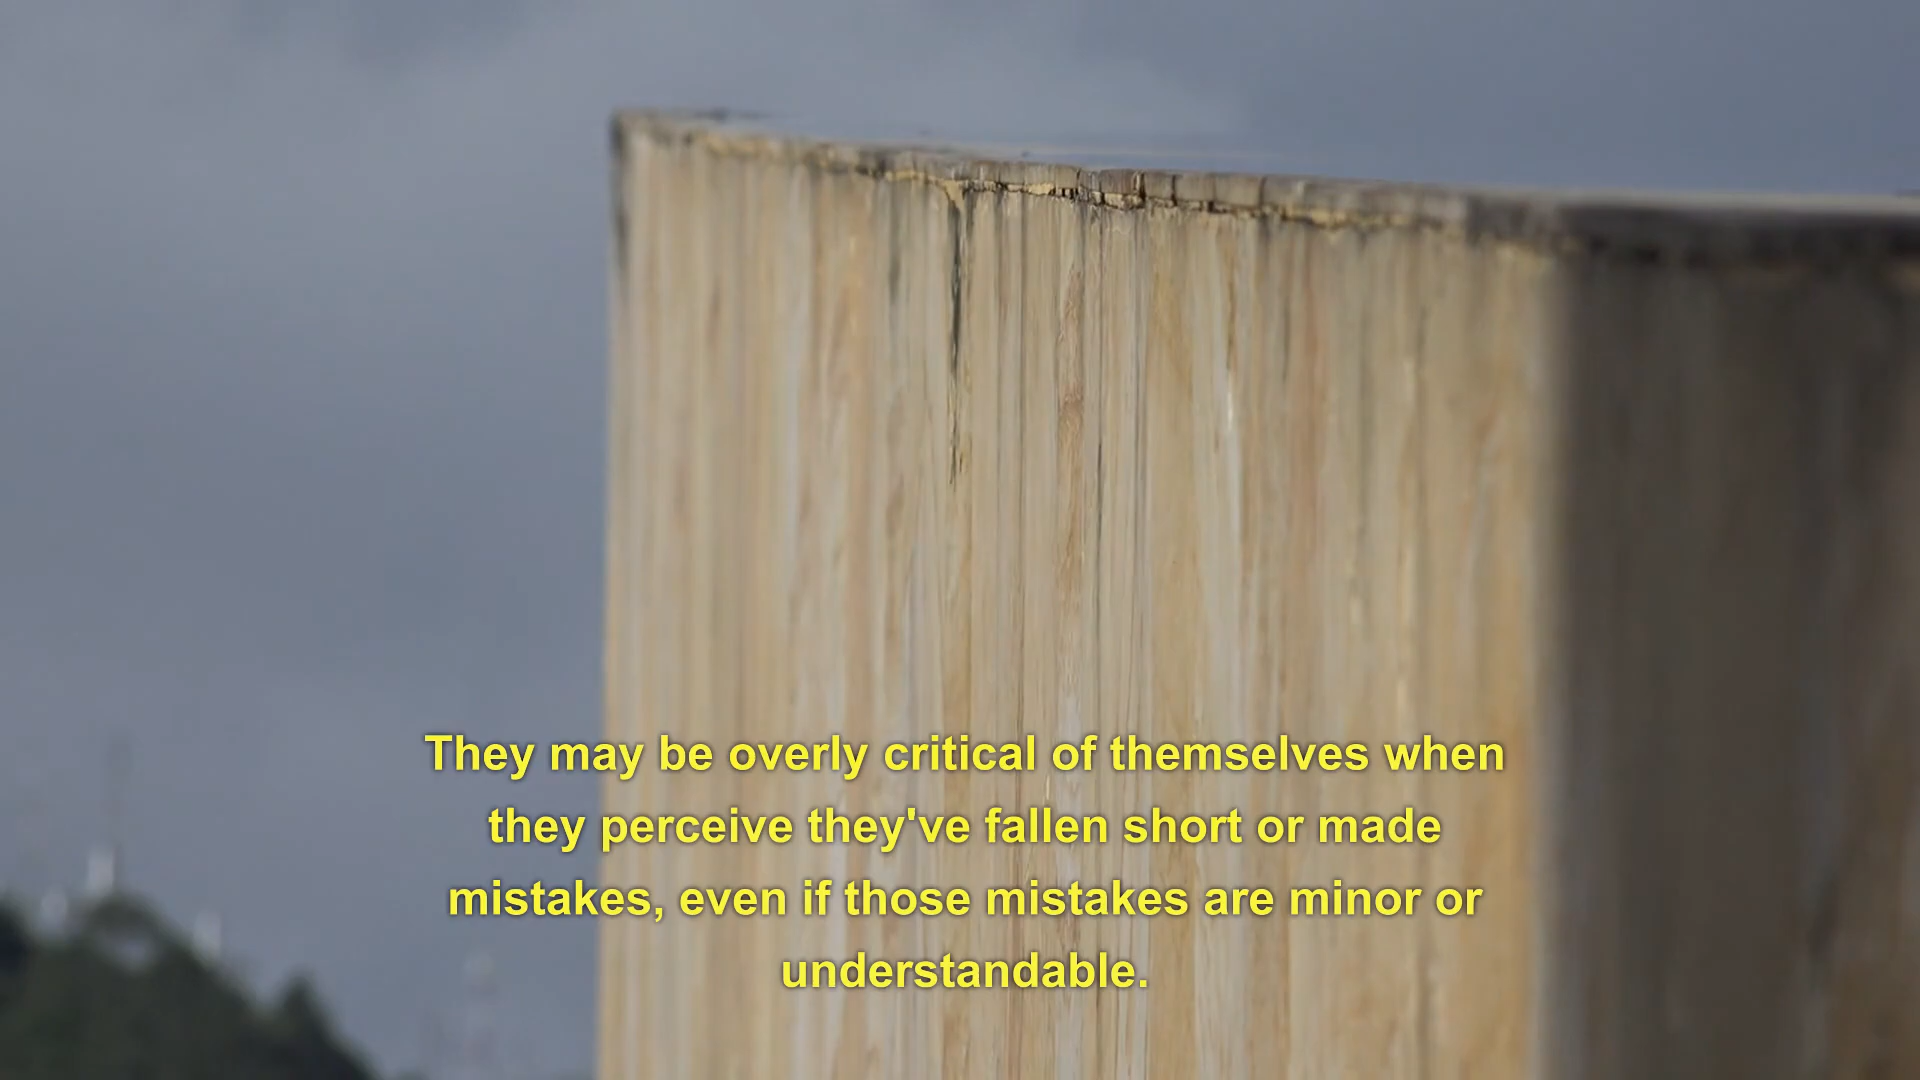 They may be overly critical of themselves when
they perceive they've fallen short or made
mistakes, even if those mistakes are minor or
understandable.